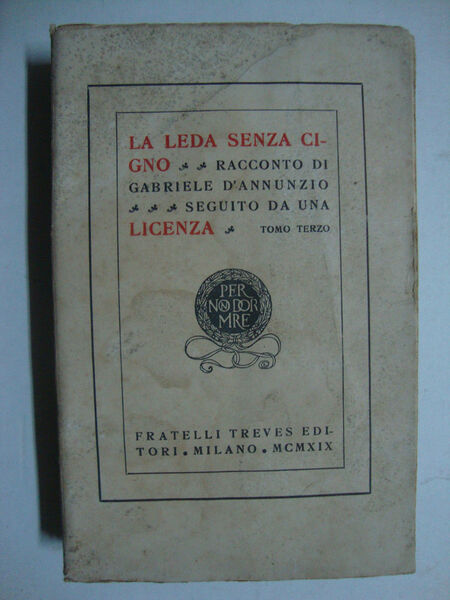 LA LEDA SENZA CI-
GNO RACCONTO DI
GABRIELE D'ANNUNZIO
SEGUITO DA UNA
LICENZA TOMO TERZO
PER
NON DOR
MIRE
FRATELLI TREVES EDI-
TORI • MILANO • MCMXIX